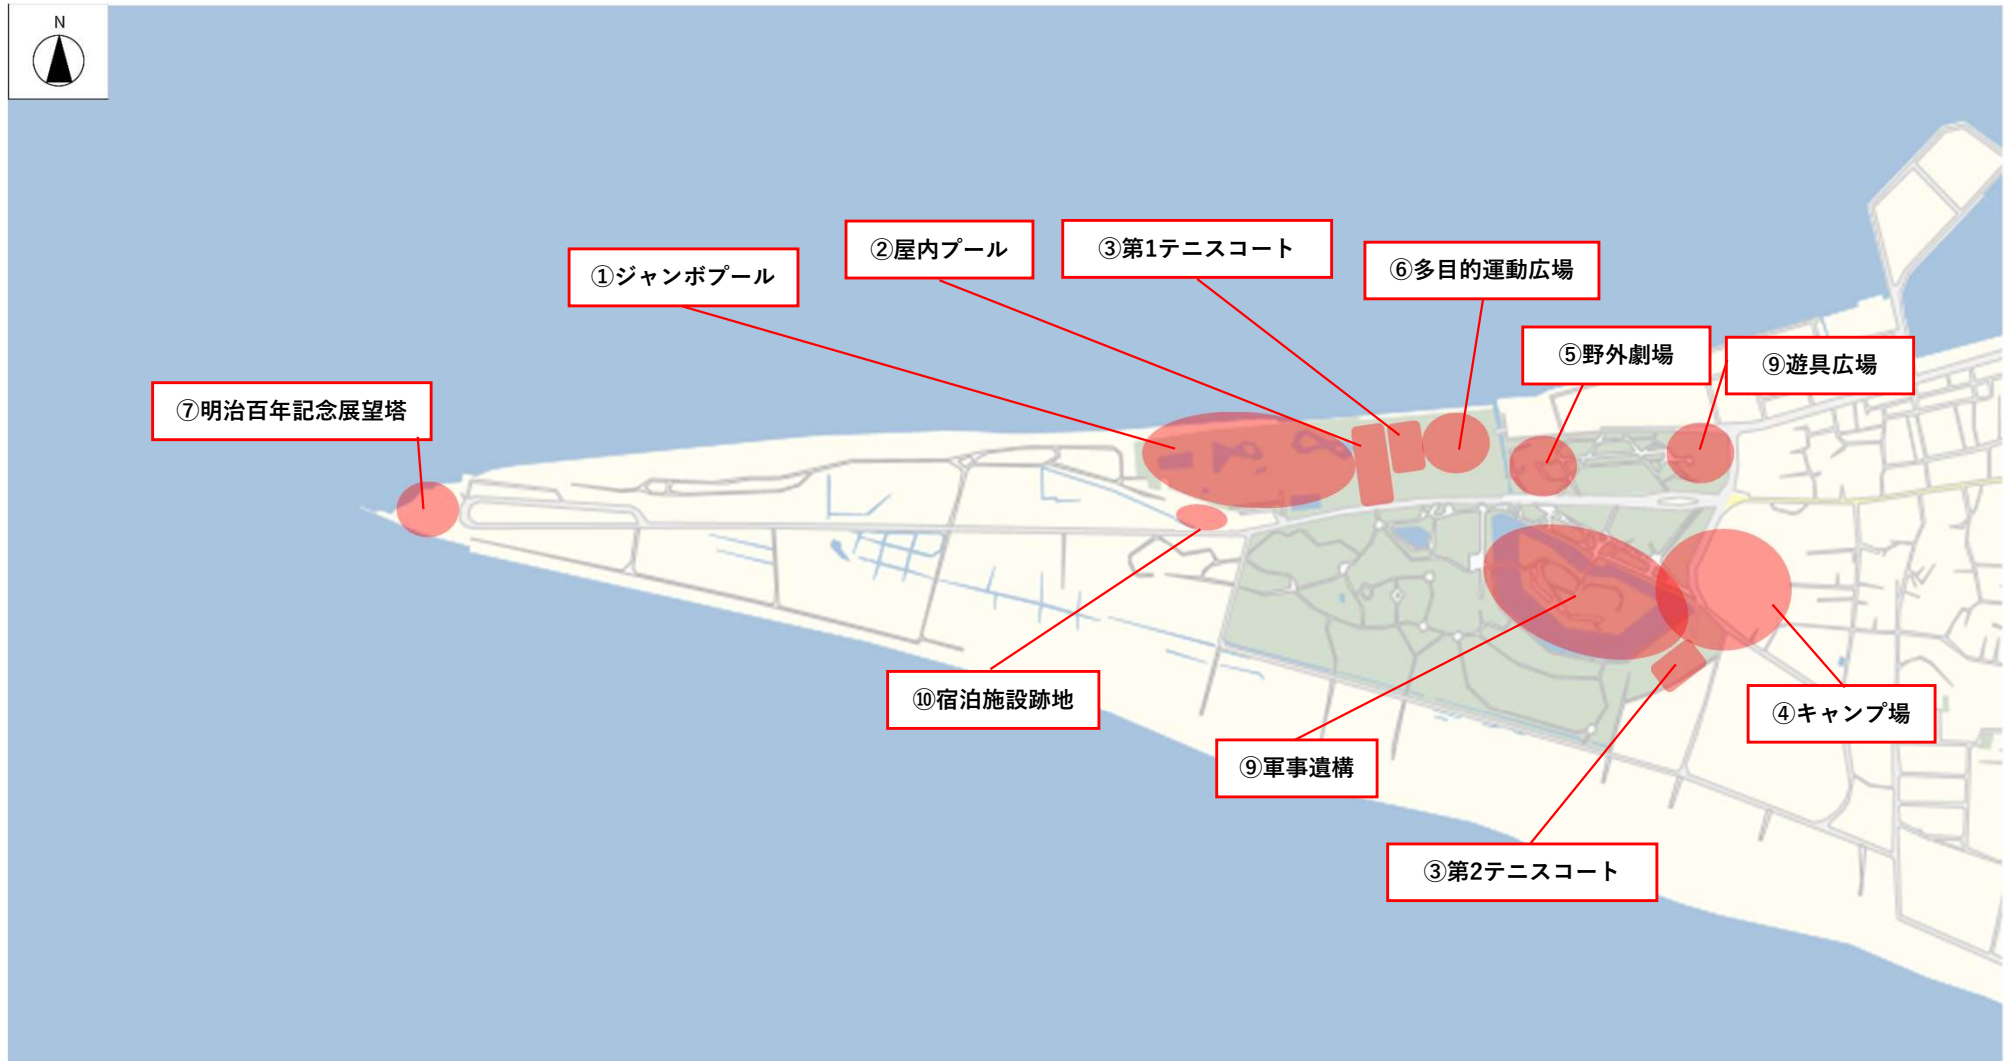 N
②屋内プール
③第1テニスコート
①ジャンボプール
⑥多目的運動広場
⑤野外劇場
⑨遊具広場
⑦明治百年記念展望塔
⑩宿泊施設跡地
④キャンプ場
⑨軍事遺構
③第2テニスコート